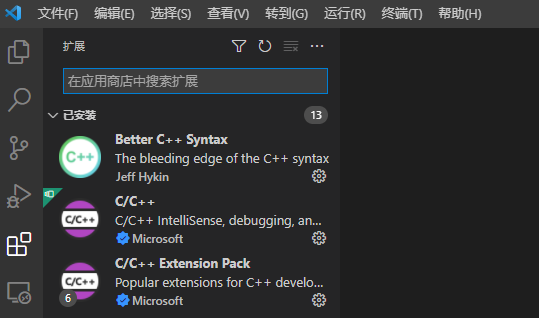 文件(F) 编辑(E) 选择(S) 查看(V) 转到(G) 运行(R) 终端(T) 帮助(H)
扩展
在应用商店中搜索扩展
已安装 13
C++
Better C++ Syntax
The bleeding edge of the C++ syntax
Jeff Hykin
C/C++
C/C++
C/C++ IntelliSense, debugging, an...
Microsoft
C/C++
6
C/C++ Extension Pack
Popular extensions for C++ develo...
Microsoft